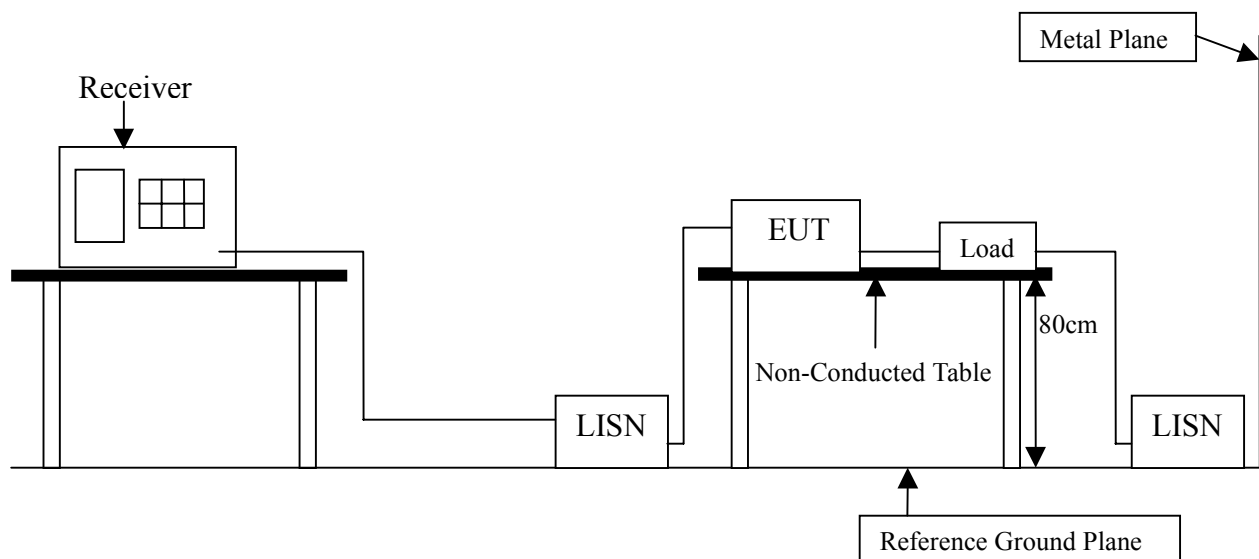 Metal Plane
Receiver
EUT
Load
80cm
Non-Conducted Table
LISN
LISN
Reference Ground Plane